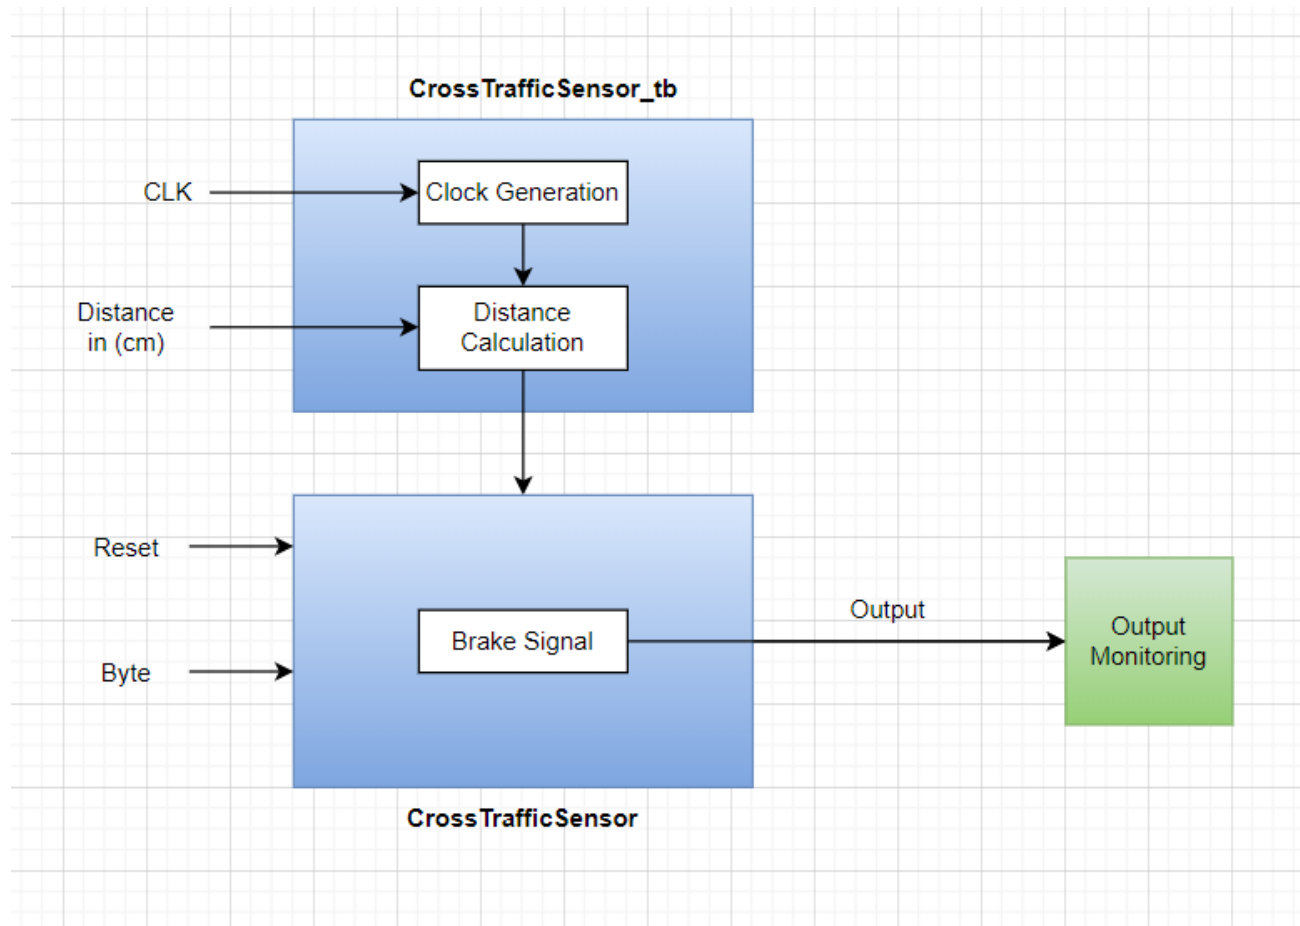 CrossTrafficSensor_tb
CLK
Clock Generation
Distance
in (cm)
Distance
Calculation
Reset
Byte
Brake Signal
Output
Output
Monitoring
CrossTrafficSensor